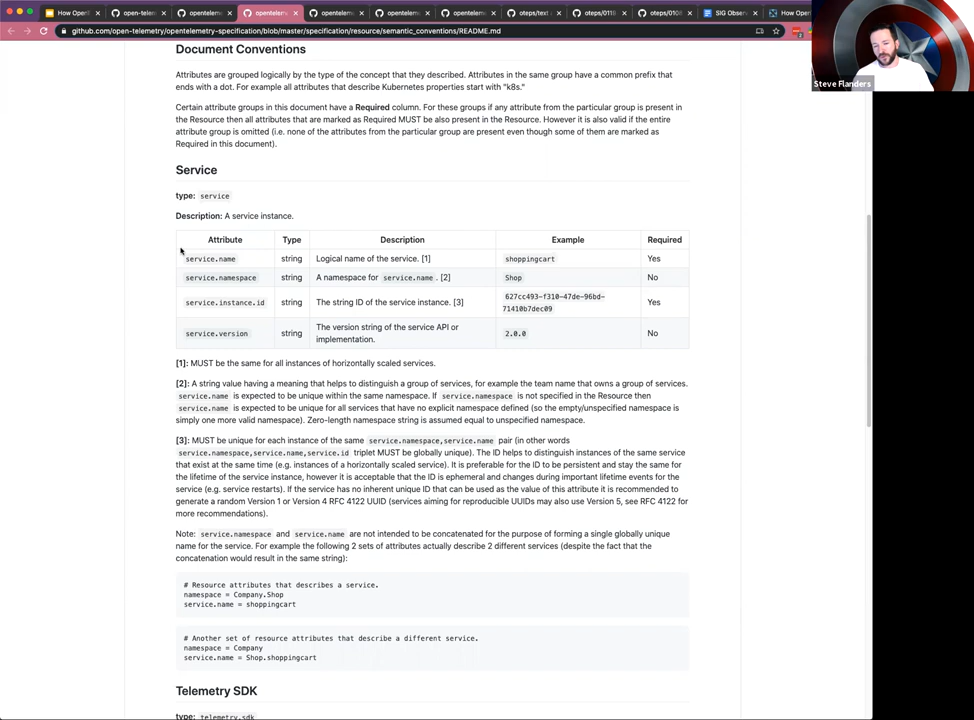 How Open
open-telem
opentelem
opentelem
opentelem
opentelem
opentelem
oteps/text
oteps/011
oteps/010
SIG Obser
How Open
github.com/open-telemetry/opentelemetry-specification/blob/master/specification/resource/semantic_conventions/README.md
Steve Flanders
Document Conventions
Attributes are grouped logically by the type of the concept that they described. Attributes in the same group have a common prefix that
ends with a dot. For example all attributes that describe Kubernetes properties start with "k8s."
Certain attribute groups in this document have a Required column. For these groups if any attribute from the particular group is present in
the Resource then all attributes that are marked as Required MUST be also present in the Resource. However it is also valid if the entire
attribute group is omitted (i.e. none of the attributes from the particular group are present even though some of them are marked as
Required in this document).
Service
type: service
Description: A service instance.
Attribute Type Description Example Required
service.name string Logical name of the service. [1] shoppingcart Yes
service.namespace string A namespace for service.name . [2] Shop No
service.instance.id string The string ID of the service instance. [3] 627cc493-f310-47de-96bd-
71410b7dec09 Yes
service.version string The version string of the service API or
implementation. 2.0.0 No
[1]: MUST be the same for all instances of horizontally scaled services.
[2]: A string value having a meaning that helps to distinguish a group of services, for example the team name that owns a group of services.
service.name is expected to be unique within the same namespace. If service.namespace is not specified in the Resource then
service.name is expected to be unique for all services that have no explicit namespace defined (so the empty/unspecified namespace is
simply one more valid namespace). Zero-length namespace string is assumed equal to unspecified namespace.
[3]: MUST be unique for each instance of the same service.namespace,service.name pair (in other words
service.namespace,service.name,service.id triplet MUST be globally unique). The ID helps to distinguish instances of the same service
that exist at the same time (e.g. instances of a horizontally scaled service). It is preferable for the ID to be persistent and stay the same for
the lifetime of the service instance, however it is acceptable that the ID is ephemeral and changes during important lifetime events for the
service (e.g. service restarts). If the service has no inherent unique ID that can be used as the value of this attribute it is recommended to
generate a random Version 1 or Version 4 RFC 4122 UUID (services aiming for reproducible UUIDs may also use Version 5, see RFC 4122 for
more recommendations).
Note: service.namespace and service.name are not intended to be concatenated for the purpose of forming a single globally unique
name for the service. For example the following 2 sets of attributes actually describe 2 different services (despite the fact that the
concatenation would result in the same string):
# Resource attributes that describes a service.
namespace = Company.Shop
service.name = shoppingcart
# Another set of resource attributes that describe a different service.
namespace = Company
service.name = Shop.shoppingcart
Telemetry SDK
type: telemetry.sdk